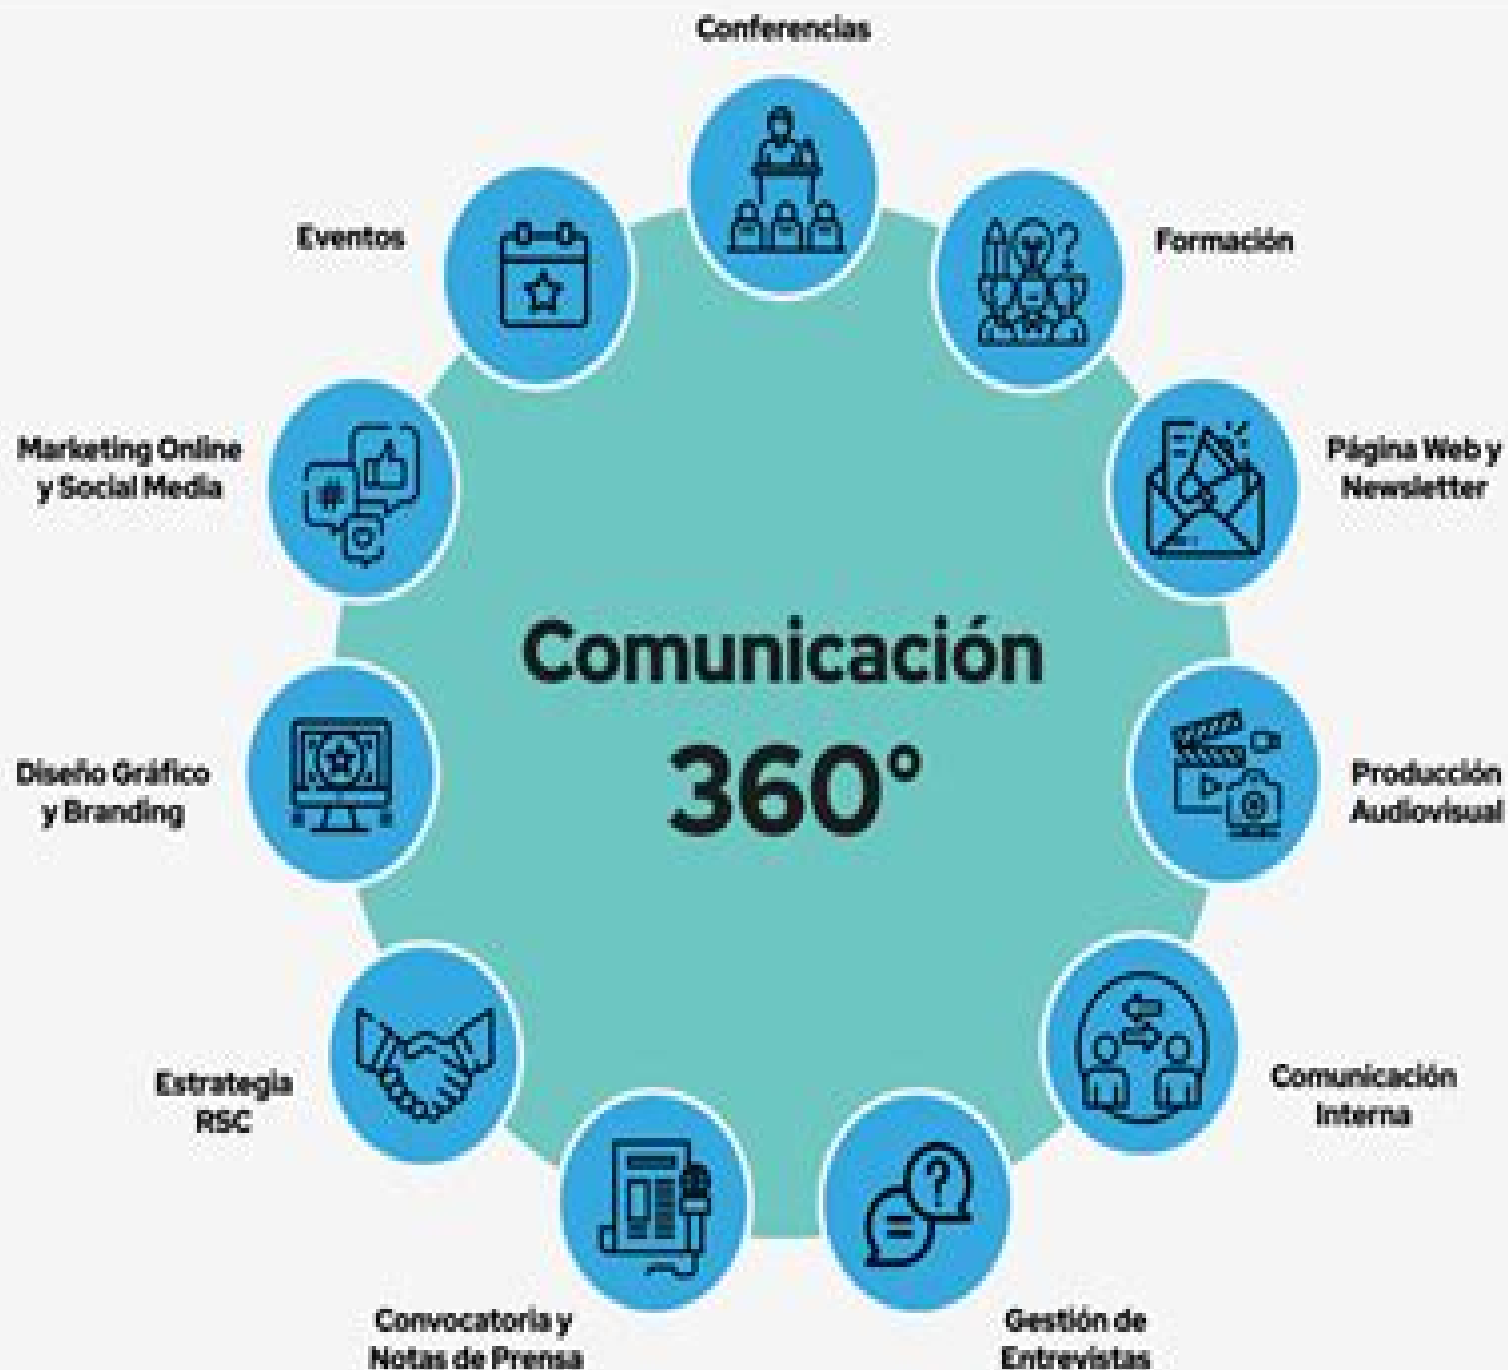 Conferencias
Eventos
Formación
Marketing Online
y Social Media
Página Web y
Newsletter
Comunicación
360°
Diseño Gráfico
y Branding
Producción
Audiovisual
Estrategia
RSC
Comunicación
Interna
Convocatoria y
Notas de Prensa
Gestión de
Entrevistas